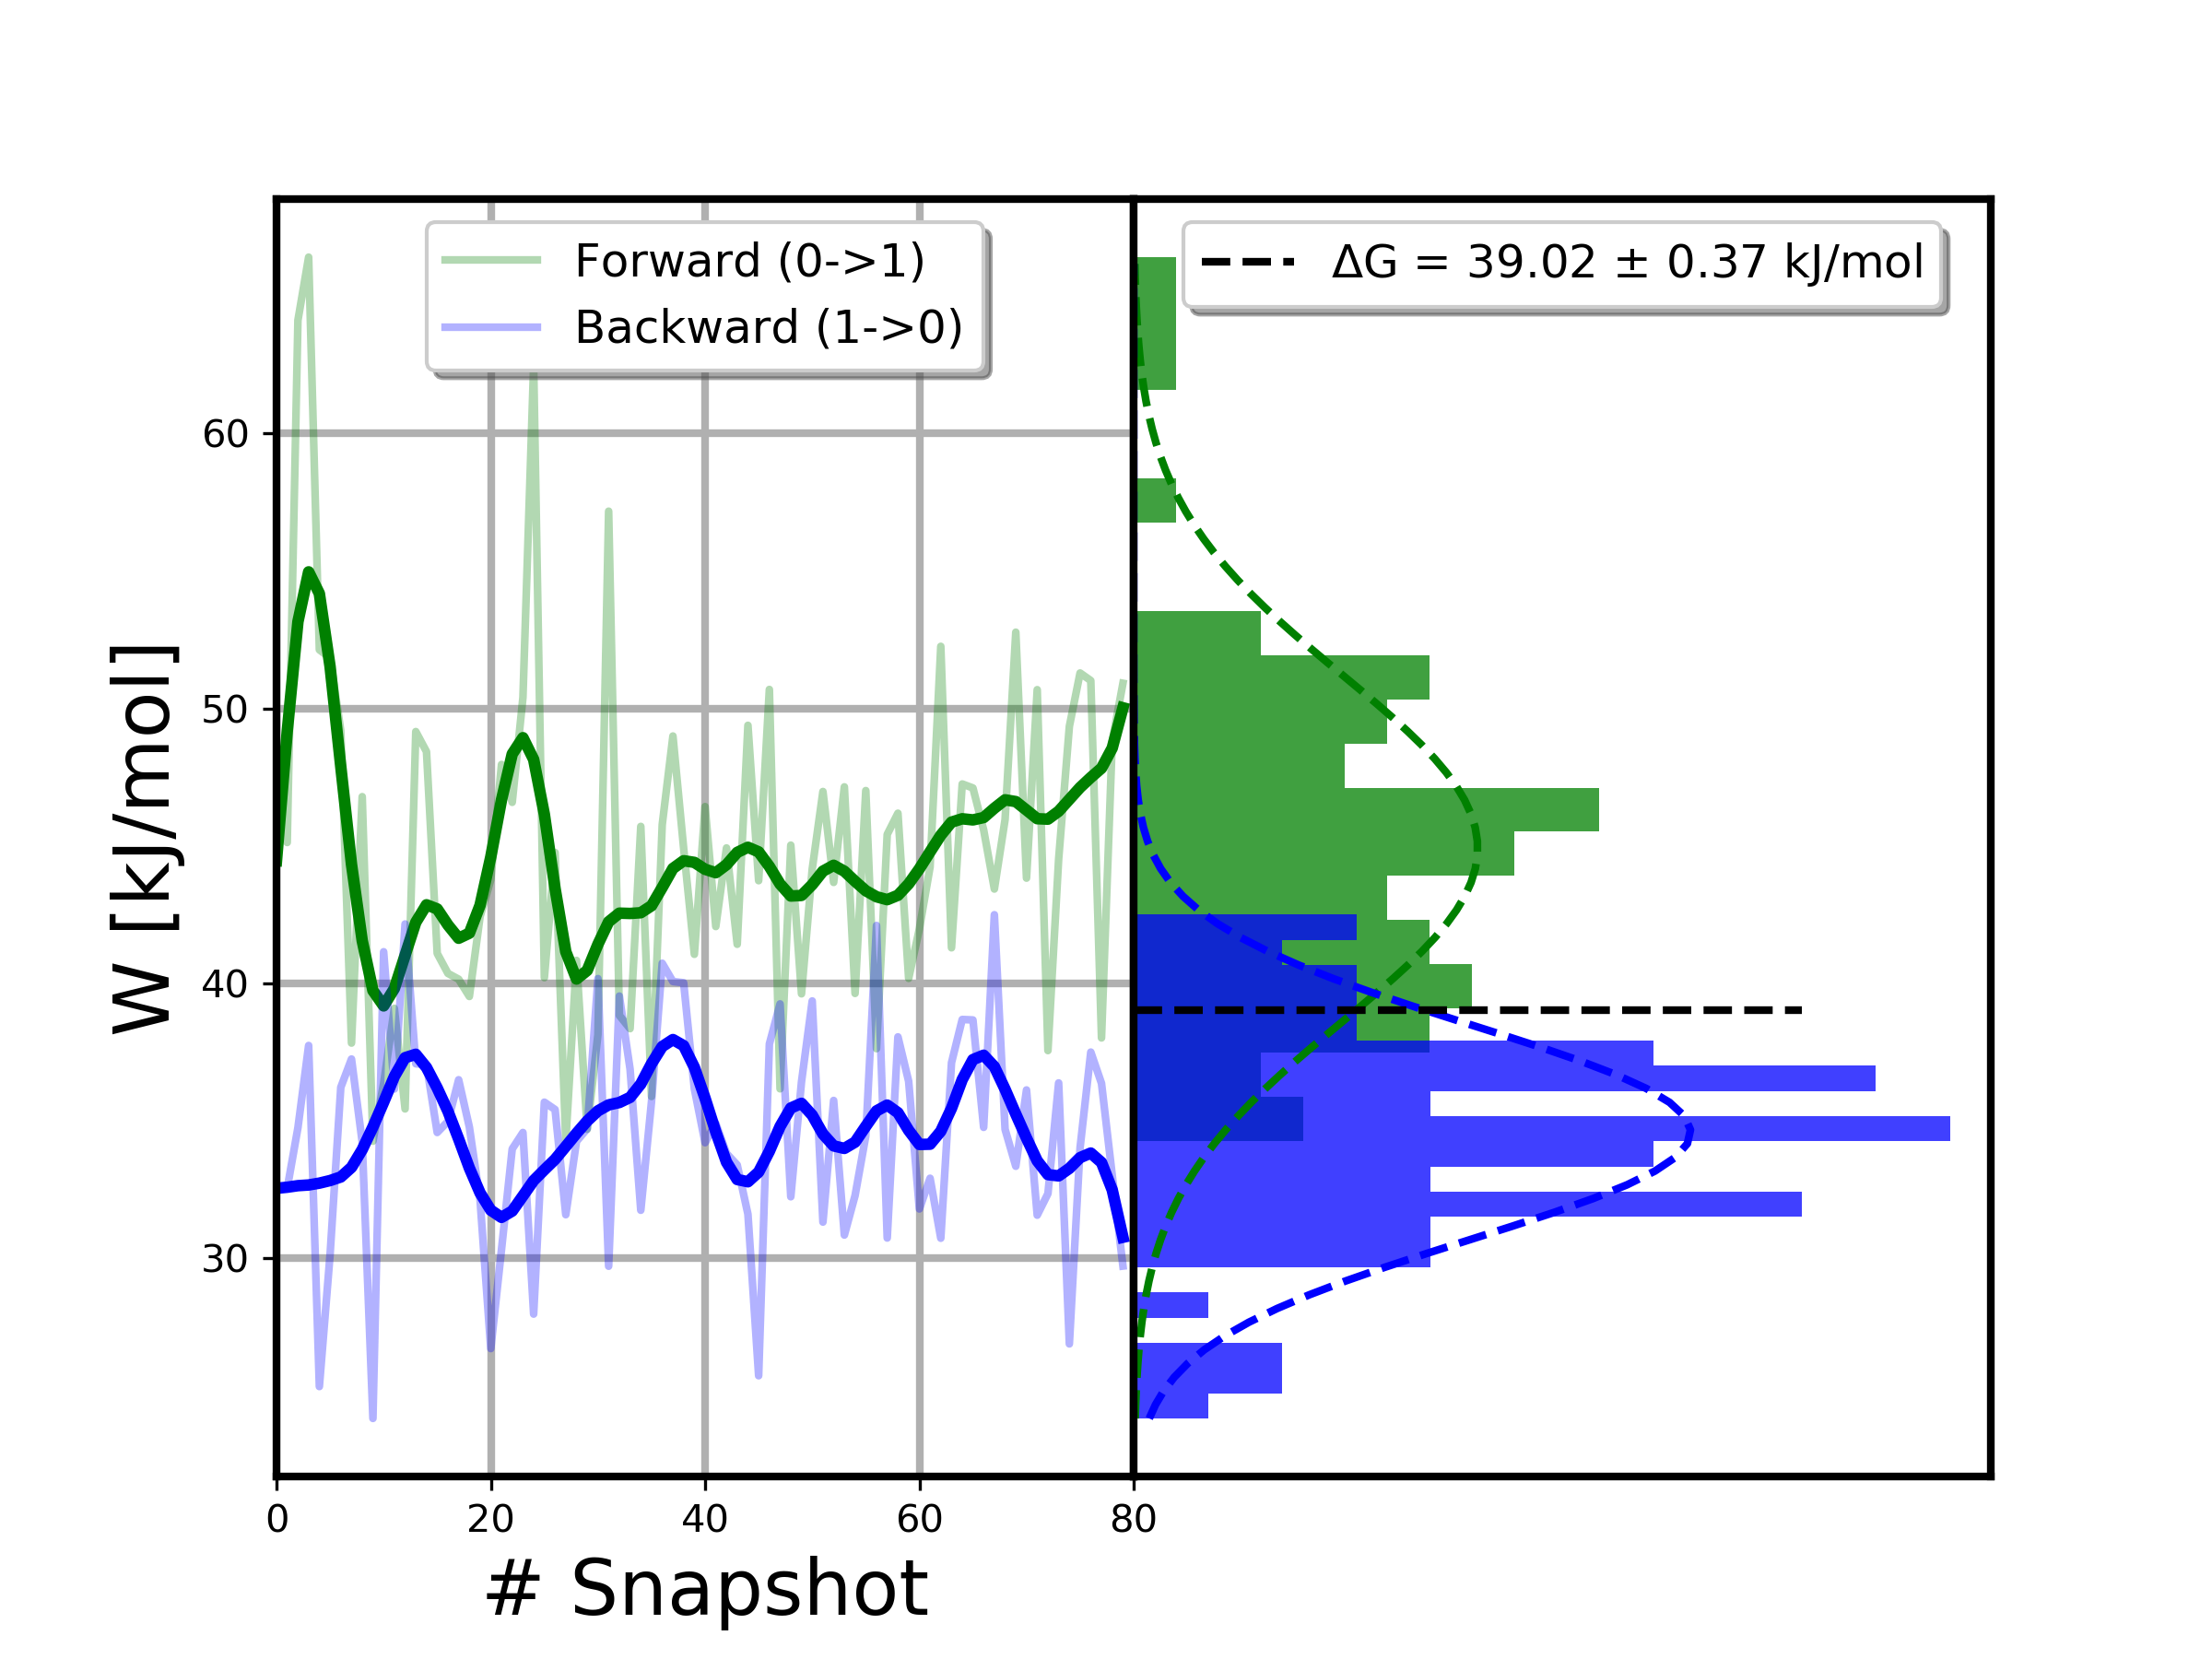 Forward (0->1)
Backward (1->0)
ΔG = 39.02 ± 0.37 kJ/mol
60
50
40
30
W [kJ/mol]
0 20 40 60 80
# Snapshot